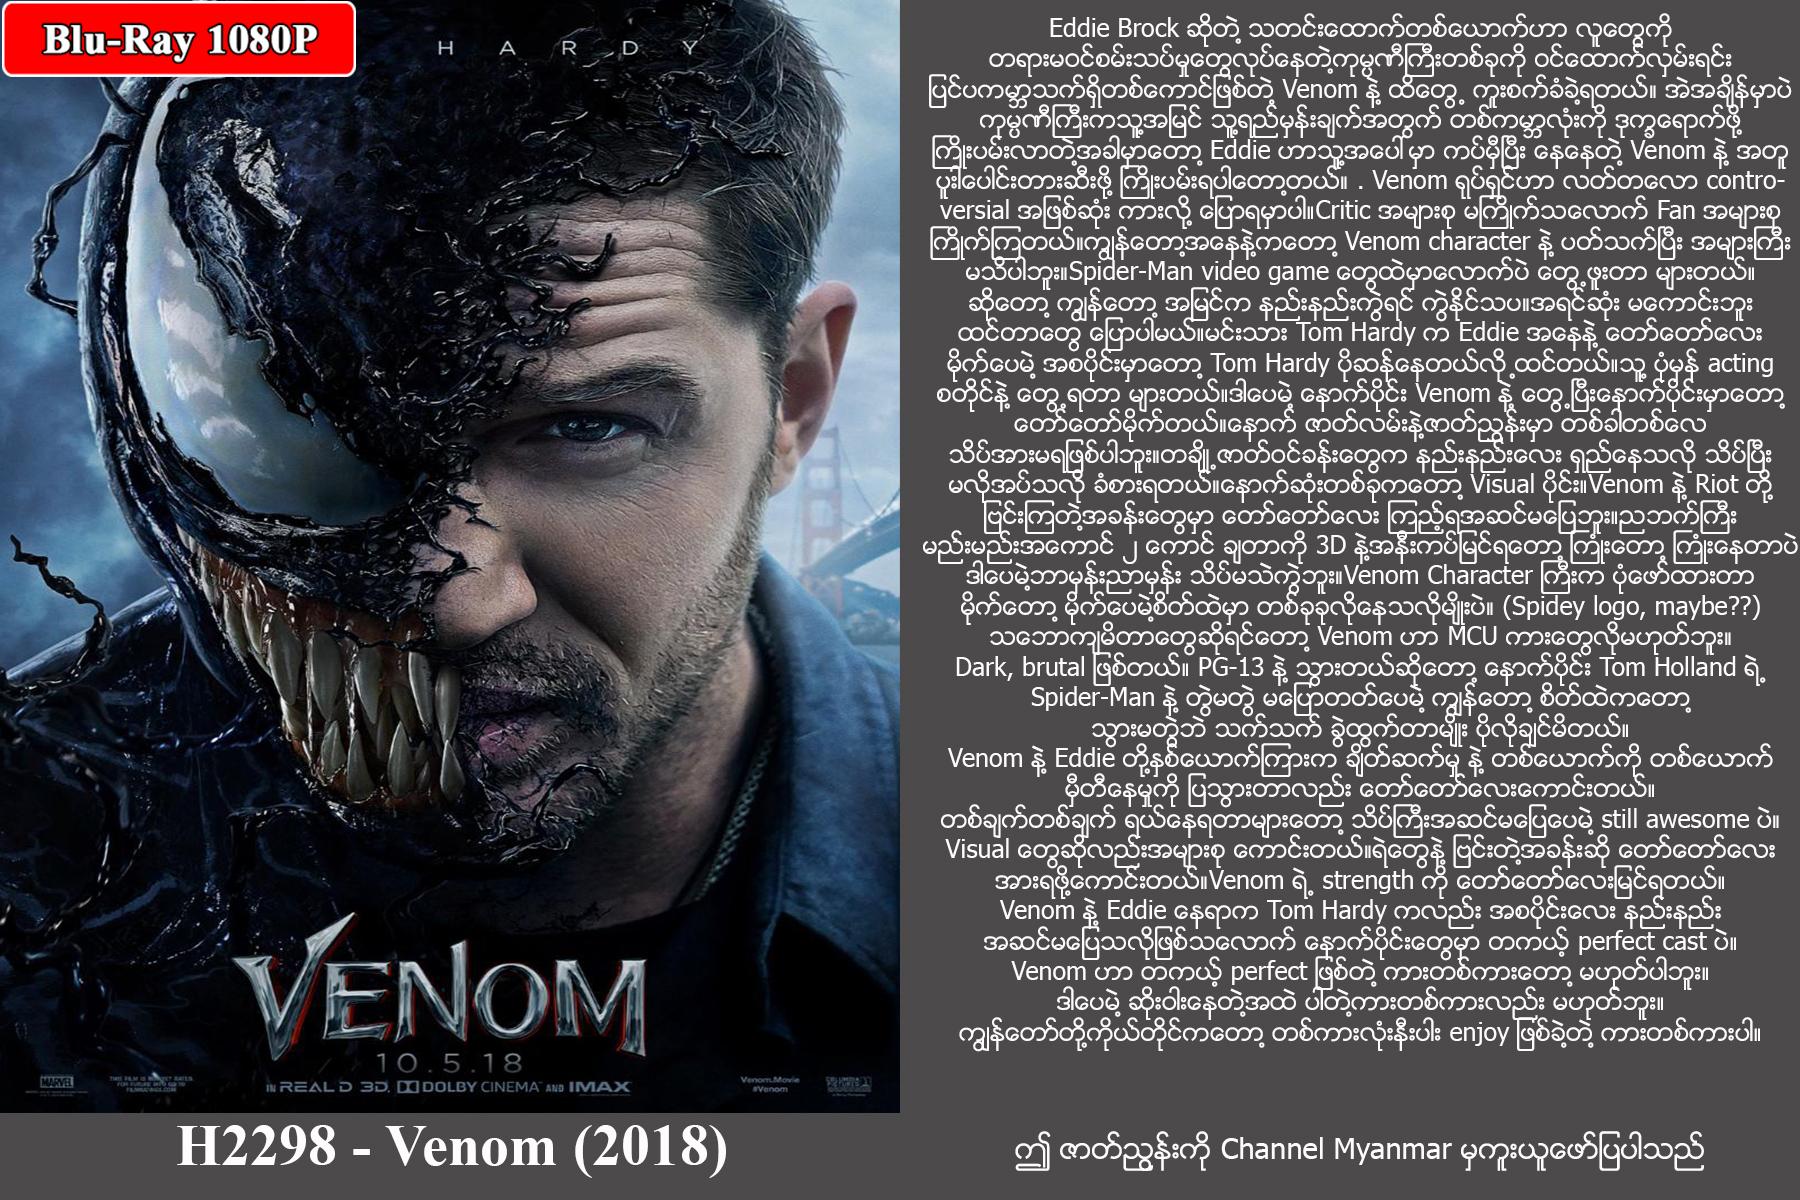 Blu-Ray 1080P
HARDY
VENOM
10.5.18
IN REAL D 3D, DOLBY CINEMA AND IMAX
MARVEL
Venom.Movie
#Venom
H2298 - Venom (2018)
Eddie Brock ဆိုတဲ့ သတင်းထောက်တစ်ယောက်ဟာ လူတွေကို
တရားမဝင်စမ်းသပ်မှုတွေလုပ်နေတဲ့ကုမ္ပဏီကြီးတစ်ခုကို ဝင်ထောက်လှမ်းရင်း
ပြင်ပကမ္ဘာသက်ရှိတစ်ကောင်ဖြစ်တဲ့ Venom နဲ့ ထိတွေ့ ကူးစက်ခံခဲ့ရတယ်။ အဲအချိန်မှာပဲ
ကုမ္ပဏီကြီးကသူ့အမြင် သူ့ရည်မှန်းချက်အတွက် တစ်ကမ္ဘာလုံးကို ဒုက္ခရောက်ဖို့
ကြိုးပမ်းလာတဲ့အခါမှာတော့ Eddie ဟာသူ့အပေါ်မှာ ကပ်မှီပြီး နေနေတဲ့ Venom နဲ့ အတူ
ပူးပေါင်းတားဆီးဖို့ ကြိုးပမ်းရပါတော့တယ်။ . Venom ရုပ်ရှင်ဟာ လတ်တလော contro-
versial အဖြစ်ဆုံး ကားလို့ ပြောရမှာပါ။Critic အများစု မကြိုက်သလောက် Fan အများစု
ကြိုက်ကြတယ်။ကျွန်တော့်အနေနဲ့ကတော့ Venom character နဲ့ ပတ်သက်ပြီး အများကြီး
မသိပါဘူး။Spider-Man video game တွေထဲမှာလောက်ပဲ တွေ့ဖူးတာ များတယ်။
ဆိုတော့ ကျွန်တော့ အမြင်က နည်းနည်းကွဲရင် ကွဲနိုင်သပ။အရင်ဆုံး မကောင်းဘူး
ထင်တာတွေ ပြောပါမယ်။မင်းသား Tom Hardy က Eddie အနေနဲ့ တော်တော်လေး
မိုက်ပေမဲ့ အစပိုင်းမှာတော့ Tom Hardy ပိုဆန်နေတယ်လို့ ထင်တယ်။သူ့ ပုံမှန် acting
စတိုင်နဲ့ တွေ့ရတာ များတယ်။ဒါပေမဲ့ နောက်ပိုင်း Venom နဲ့ တွေ့ပြီးနောက်ပိုင်းမှာတော့
တော်တော်မိုက်တယ်။နောက် ဇာတ်လမ်းနဲ့ဇာတ်ညွှန်းမှာ တစ်ခါတစ်လေ
သိပ်အားမရဖြစ်ပါဘူး။တချို့ဇာတ်ဝင်ခန်းတွေက နည်းနည်းလေး ရှည်နေသလို သိပ်ပြီး
မလိုအပ်သလို ခံစားရတယ်။နောက်ဆုံးတစ်ခုကတော့ Visual ပိုင်း။Venom နဲ့ Riot တို့
ဖြင်းကြတဲ့အခန်းတွေမှာ တော်တော်လေး ကြည့်ရအဆင်မပြေဘူး။ညဘက်ကြီး
မည်းမည်းအကောင် ၂ ကောင် ချတာကို 3D နဲ့အနီးကပ်မြင်ရတော့ ကြုံးတော့ ကြုံးနေတာပဲ
ဒါပေမဲ့ဘာမှန်းညာမှန်း သိပ်မသဲကွဲဘူး။Venom Character ကြီးက ပုံဖော်ထားတာ
မိုက်တော့ မိုက်ပေမဲ့စိတ်ထဲမှာ တစ်ခုခုလိုနေသလိုမျိုးပဲ။ (Spidey logo, maybe??)
သဘောကျမိတာတွေဆိုရင်တော့ Venom ဟာ MCU ကားတွေလိုမဟုတ်ဘူး။
Dark, brutal ဖြစ်တယ်။ PG-13 နဲ့ သွားတယ်ဆိုတော့ နောက်ပိုင်း Tom Holland ရဲ့
Spider-Man နဲ့ တွဲမတွဲ မပြောတတ်ပေမဲ့ ကျွန်တော့ စိတ်ထဲကတော့
သွားမတွဲဘဲ သက်သက် ခွဲထွက်တာမျိုး ပိုလိုချင်မိတယ်။
Venom နဲ့ Eddie တို့နှစ်ယောက်ကြားက ချိတ်ဆက်မှု နဲ့ တစ်ယောက်ကို တစ်ယောက်
မှီတီနေမှုကို ပြသွားတာလည်း တော်တော်လေးကောင်းတယ်။
တစ်ချက်တစ်ချက် ရယ်နေရတာများတော့ သိပ်ကြီးအဆင်မပြေပေမဲ့ still awesome ပဲ။
Visual တွေဆိုလည်းအများစု ကောင်းတယ်။ရဲတွေနဲ့ ဖြင်းတဲ့အခန်းဆို တော်တော်လေး
အားရဖို့ကောင်းတယ်။Venom ရဲ့ strength ကို တော်တော်လေးမြင်ရတယ်။
Venom နဲ့ Eddie နေရာက Tom Hardy ကလည်း အစပိုင်းလေး နည်းနည်း
အဆင်မပြေသလိုဖြစ်သလောက် နောက်ပိုင်းတွေမှာ တကယ့် perfect cast ပဲ။
Venom ဟာ တကယ့် perfect ဖြစ်တဲ့ ကားတစ်ကားတော့ မဟုတ်ပါဘူး။
ဒါပေမဲ့ ဆိုးဝါးနေတဲ့အထဲ ပါတဲ့ကားတစ်ကားလည်း မဟုတ်ဘူး။
ကျွန်တော်တို့ကိုယ်တိုင်ကတော့ တစ်ကားလုံးနီးပါး enjoy ဖြစ်ခဲ့တဲ့ ကားတစ်ကားပါ။
ဤ ဇာတ်ညွှန်းကို Channel Myanmar မှကူးယူဖော်ပြပါသည်